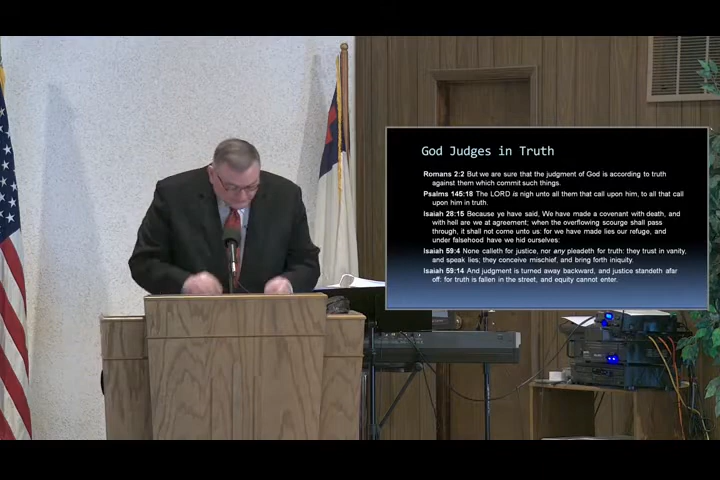 God Judges in Truth
Romans 2:2 But we are sure that the judgment of God is according to truth
against them which commit such things.
Psalms 145:18 The LORD is nigh unto all them that call upon him, to all that call
upon him in truth.
Isaiah 28:15 Because ye have said, We have made a covenant with death, and
with hell are we at agreement; when the overflowing scourge shall pass
through, it shall not come unto us: for we have made lies our refuge, and
under falsehood have we hid ourselves:
Isaiah 59:4 None calleth for justice, nor any pleadeth for truth: they trust in vanity,
and speak lies; they conceive mischief, and bring forth iniquity.
Isaiah 59:14 And judgment is turned away backward, and justice standeth afar
off: for truth is fallen in the street, and equity cannot enter.